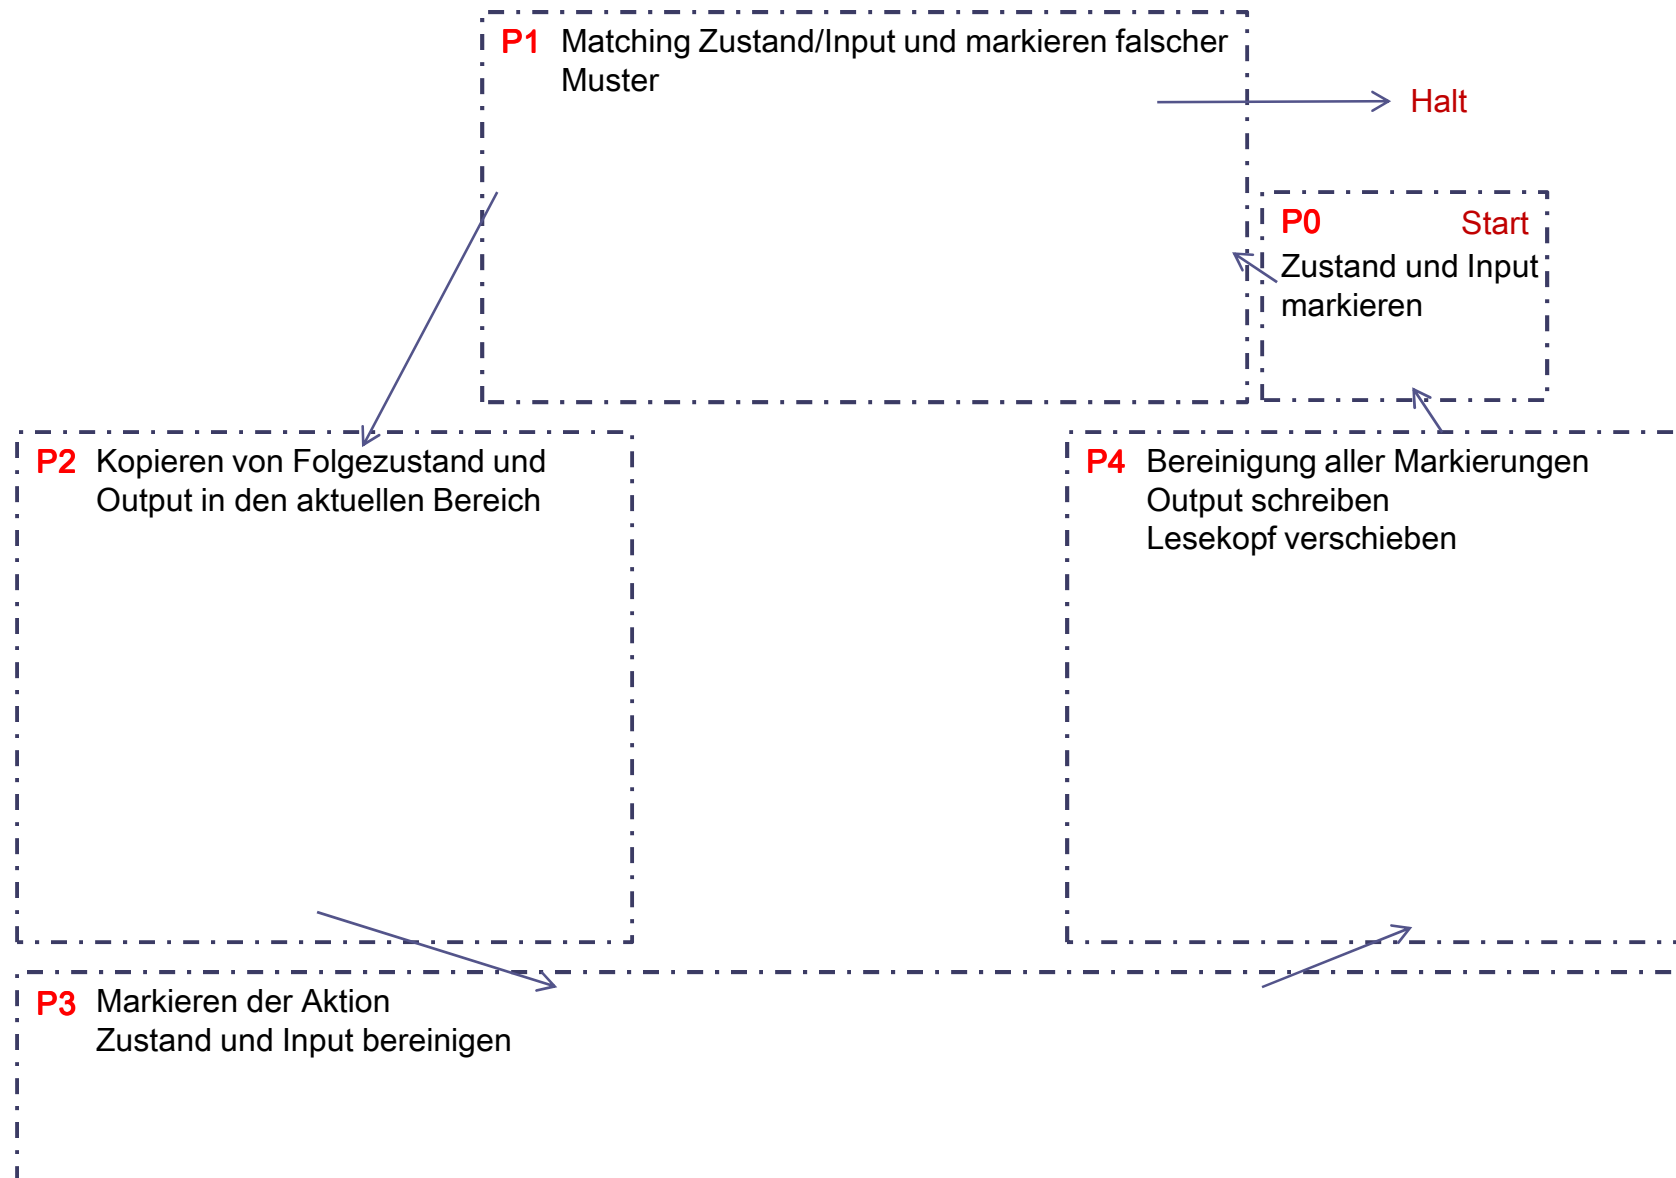 P1 Matching Zustand/Input und markieren falscher
Muster
Halt
P0 Start
Zustand und Input
markieren
P2 Kopieren von Folgezustand und
Output in den aktuellen Bereich
P4 Bereinigung aller Markierungen
Output schreiben
Lesekopf verschieben
P3 Markieren der Aktion
Zustand und Input bereinigen